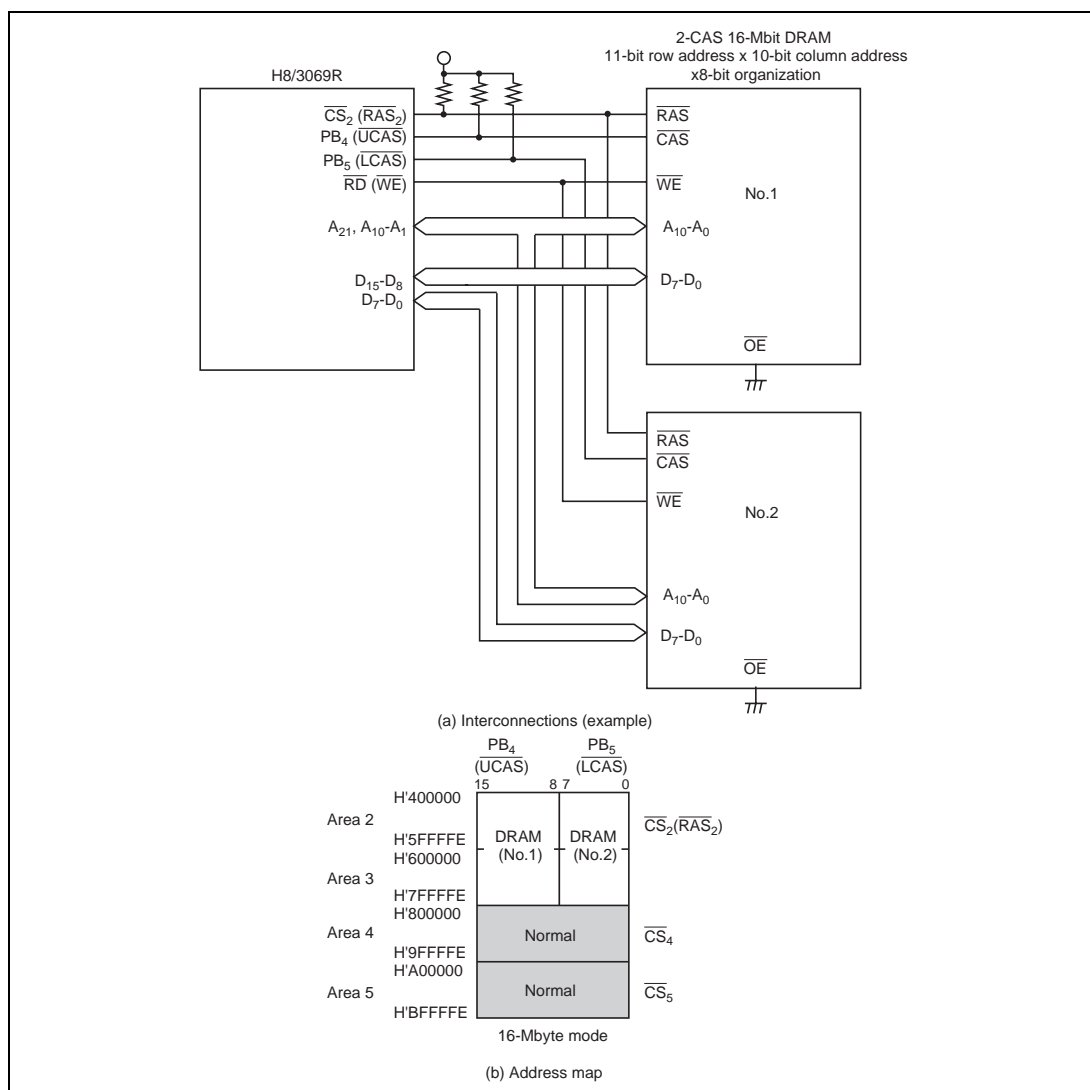 2-CAS 16-Mbit DRAM
11-bit row address x 10-bit column address
x8-bit organization
H8/3069R
CS2 (RAS2)
PB4 (UCAS)
PB5 (LCAS)
RD (WE)
A21, A10-A1
D15-D8
D7-D0
RAS
CAS
WE
No.1
A10-A0
D7-D0
OE
RAS
CAS
WE
No.2
A10-A0
D7-D0
OE
(a) Interconnections (example)
PB4 PB5
(UCAS) (LCAS)
15 8 7 0
Area 2
H'400000
H'5FFFFE
DRAM (No.1)
DRAM (No.2)
CS2(RAS2)
Area 3
H'600000
H'7FFFFE
Area 4
H'800000
H'9FFFFE
Normal
CS4
Area 5
H'A00000
H'BFFFFE
Normal
CS5
16-Mbyte mode
(b) Address map